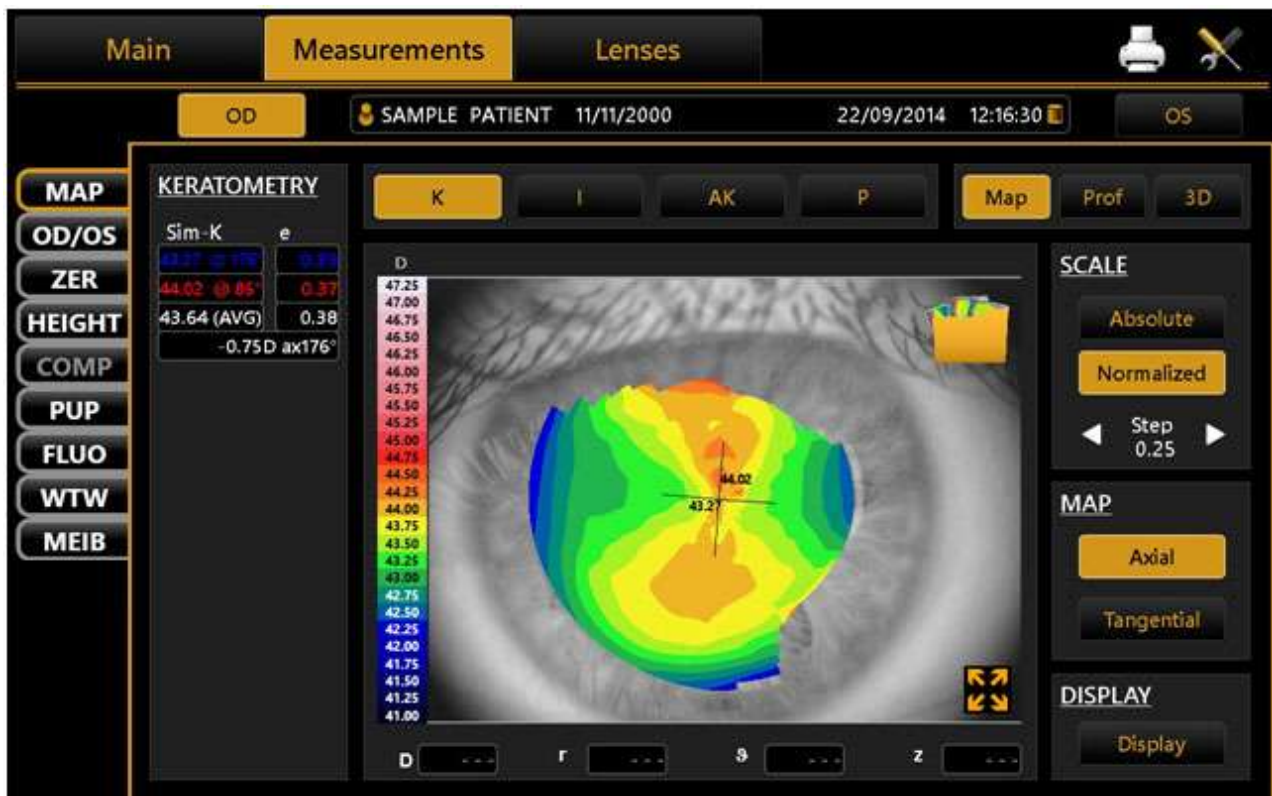 Main Measurements Lenses
OD SAMPLE PATIENT 11/11/2000 22/09/2014 12:16:30 OS
MAP
OD/OS
ZER
HEIGHT
COMP
PUP
FLUO
WTW
MEIB
KERATOMETRY
Sim-K e
43.27 @ 176°
44.02 @ 86° 0.37
43.64 (AVG) 0.38
-0.75D ax176°
K I AK P
Map Prof 3D
D
47.25
47.00
46.75
46.50
46.25
46.00
45.75
45.50
45.25
45.00
44.75
44.50
44.25
44.00
43.75
43.50
43.25
43.00
42.75
42.50
42.25
42.00
41.75
41.50
41.25
41.00
44.02
43.27
D --- r --- ϑ --- z ---
SCALE
Absolute
Normalized
Step
0.25
MAP
Axial
Tangential
DISPLAY
Display